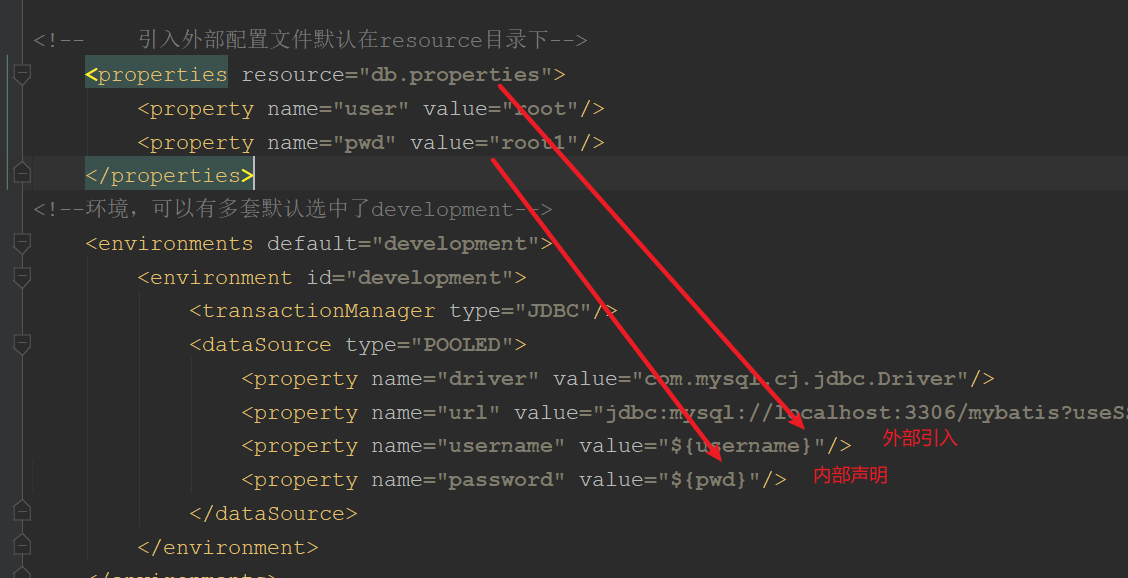 <!--    引入外部配置文件默认在resource目录下-->
<properties resource="db.properties">
<property name="user" value="root"/>
<property name="pwd" value="root1"/>
</properties>
<!--环境，可以有多套默认选中了development-->
<environments default="development">
<environment id="development">
<transactionManager type="JDBC"/>
<dataSource type="POOLED">
<property name="driver" value="com.mysql.cj.jdbc.Driver"/>
<property name="url" value="jdbc:mysql://localhost:3306/mybatis?useS
<property name="username" value="${username}"/> 外部引入
<property name="password" value="${pwd}"/> 内部声明
</dataSource>
</environment>
</environments>